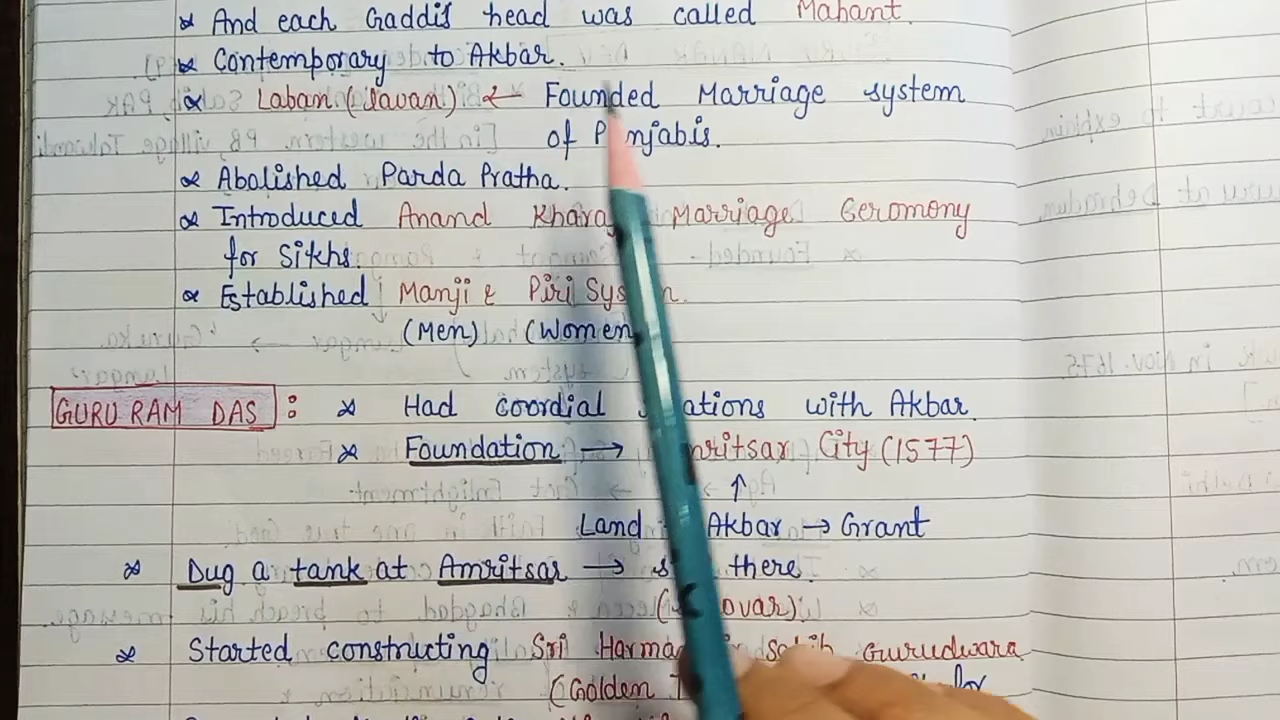 * And each Gaddis head was called Mahant.
* Contemporary to Akbar.
* Laban (lavan) ← Founded Marriage system
of Panjabis.
* Abolished Parda Pratha.
* Introduced Anand Kharaj Marriage Ceromony
for Sikhs.
* Established Manji & Piri System.
(Men) (Women
GURU RAM DAS : * Had coordial relations with Akbar.
* Foundation → Amritsar City (1577)
↑
Land Akbar → Grant
* Dug a tank at Amritsar → there.
* Started constructing Sri Harmandir Sahib Gurudwara
(Golden